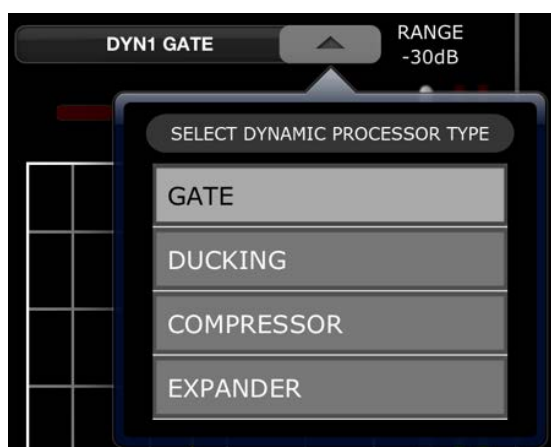 DYN1 GATE
RANGE
-30dB
SELECT DYNAMIC PROCESSOR TYPE
GATE
DUCKING
COMPRESSOR
EXPANDER